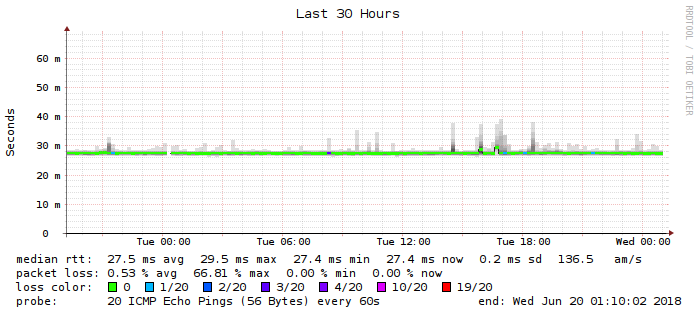 Last 30 Hours
RRDTOOL / TOBI OETIKER
Seconds
60 m
50 m
40 m
30 m
20 m
10 m
0
Tue 00:00 Tue 06:00 Tue 12:00 Tue 18:00 Wed 00:00
median rtt: 27.5 ms avg 29.5 ms max 27.4 ms min 27.4 ms now 0.2 ms sd 136.5 am/s
packet loss: 0.53 % avg 66.81 % max 0.00 % min 0.00 % now
loss color: 0 1/20 2/20 3/20 4/20 10/20 19/20
probe: 20 ICMP Echo Pings (56 Bytes) every 60s end: Wed Jun 20 01:10:02 2018